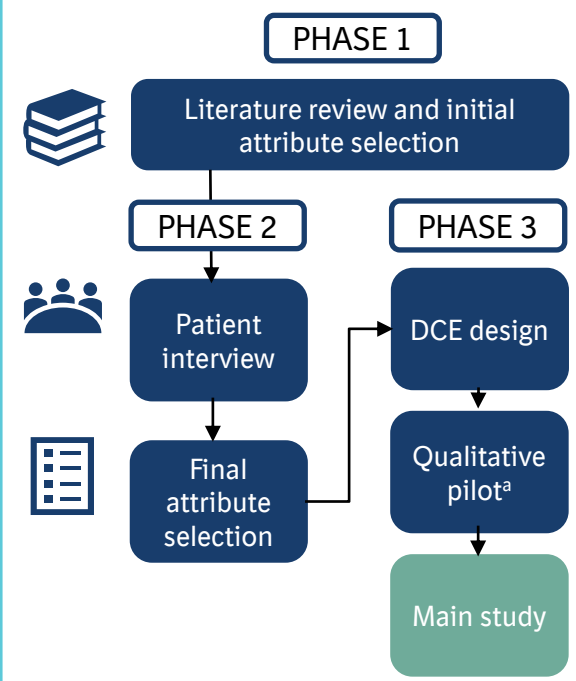 PHASE 1
Literature review and initial
attribute selection
PHASE 2
Patient
interview
Final
attribute
selection
PHASE 3
DCE design
Qualitative
pilotᵃ
Main study